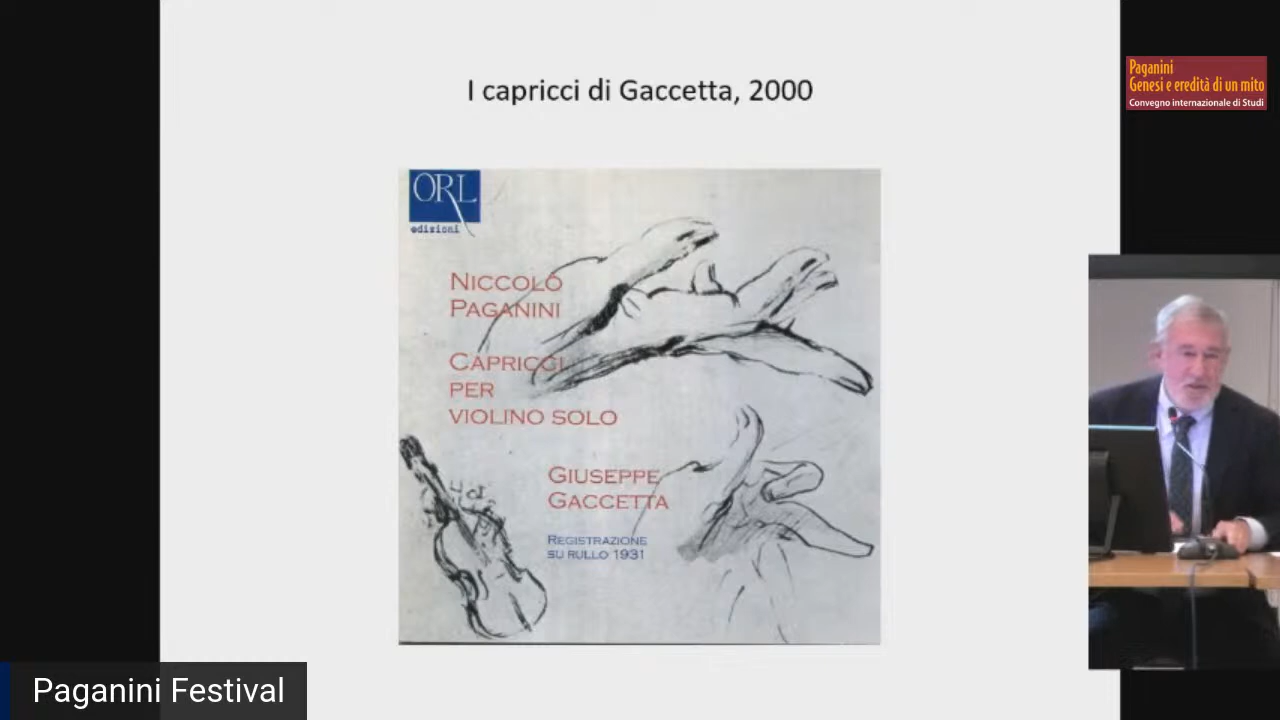 I capricci di Gaccetta, 2000
Paganini
Genesi e eredità di un mito
Convegno internazionale di Studi
ORL
edizioni
NICCOLÒ
PAGANINI
CAPRICCI
PER
VIOLINO SOLO
GIUSEPPE
GACCETTA
REGISTRAZIONE
SU RULLO 1931
Paganini Festival